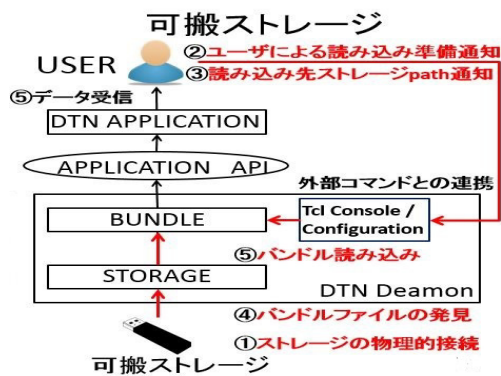 可搬ストレージ
USER
②ユーザによる読み込み準備通知
③読み込み先ストレージpath通知
⑤データ受信
DTN APPLICATION
APPLICATION API
外部コマンドとの連携
BUNDLE
Tcl Console /
Configuration
⑤バンドル読み込み
STORAGE
DTN Deamon
④バンドルファイルの発見
①ストレージの物理的接続
可搬ストレージ